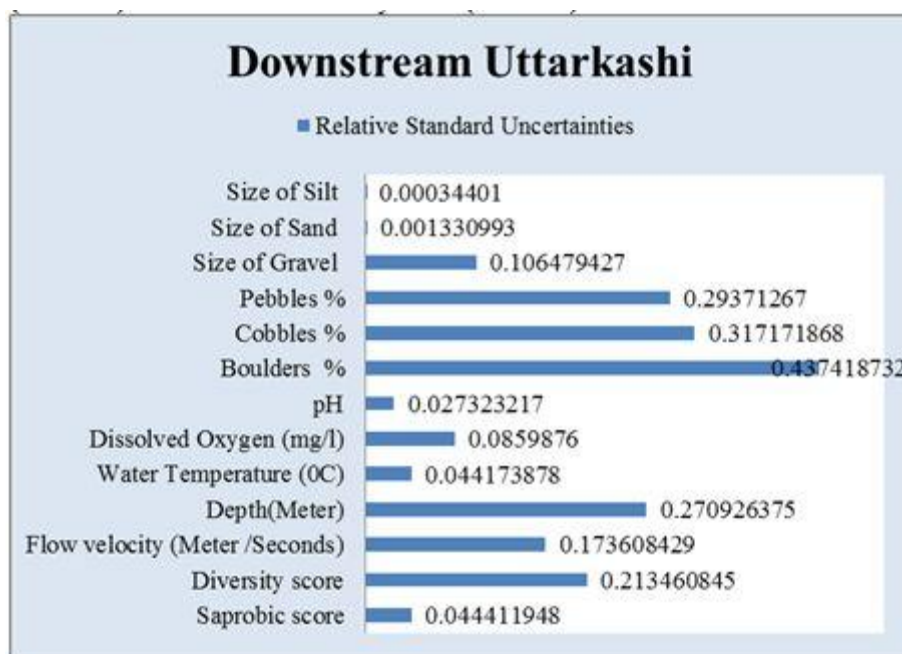 Downstream Uttarkashi
Relative Standard Uncertainties
Size of Silt 0.00034401
Size of Sand 0.001330993
Size of Gravel 0.106479427
Pebbles % 0.29371267
Cobbles % 0.317171868
Boulders % 0.437418732
pH 0.027323217
Dissolved Oxygen (mg/l) 0.0859876
Water Temperature (0C) 0.044173878
Depth(Meter) 0.270926375
Flow velocity (Meter /Seconds) 0.173608429
Diversity score 0.213460845
Saprobic score 0.044411948